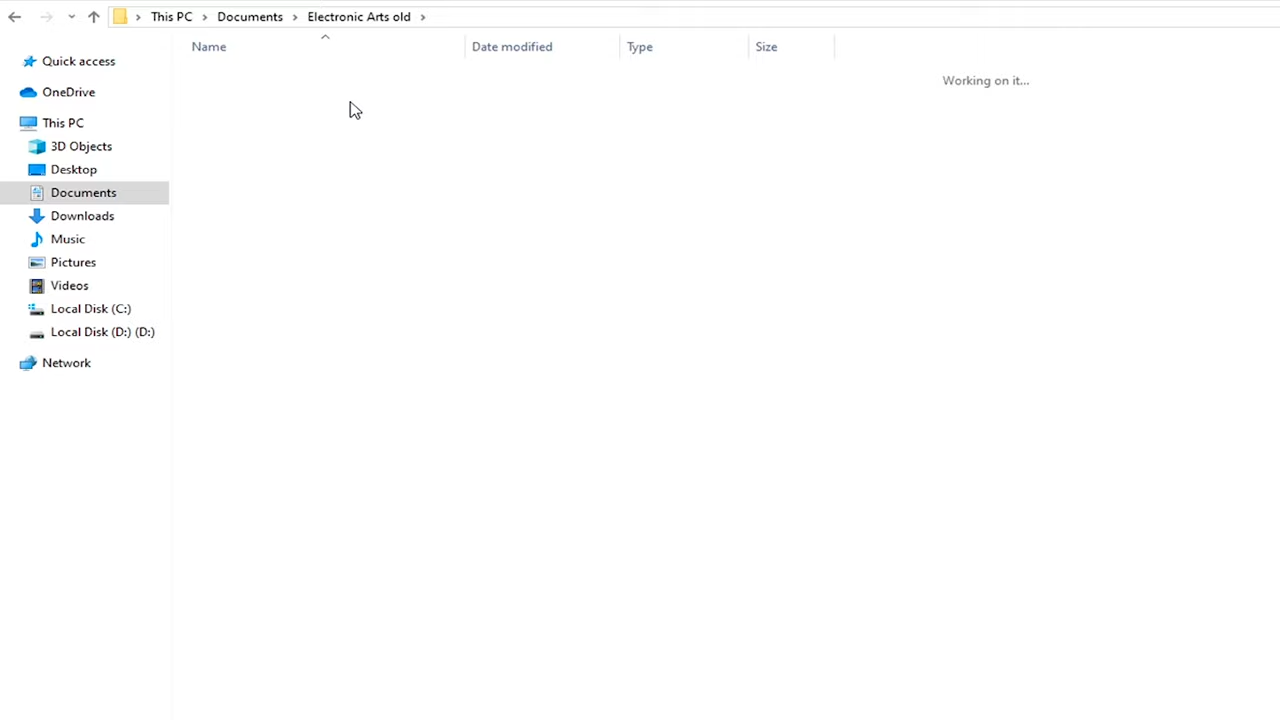 This PC > Documents > Electronic Arts old >
Name Date modified Type Size
Working on it...
Quick access
OneDrive
This PC
3D Objects
Desktop
Documents
Downloads
Music
Pictures
Videos
Local Disk (C:)
Local Disk (D:) (D:)
Network